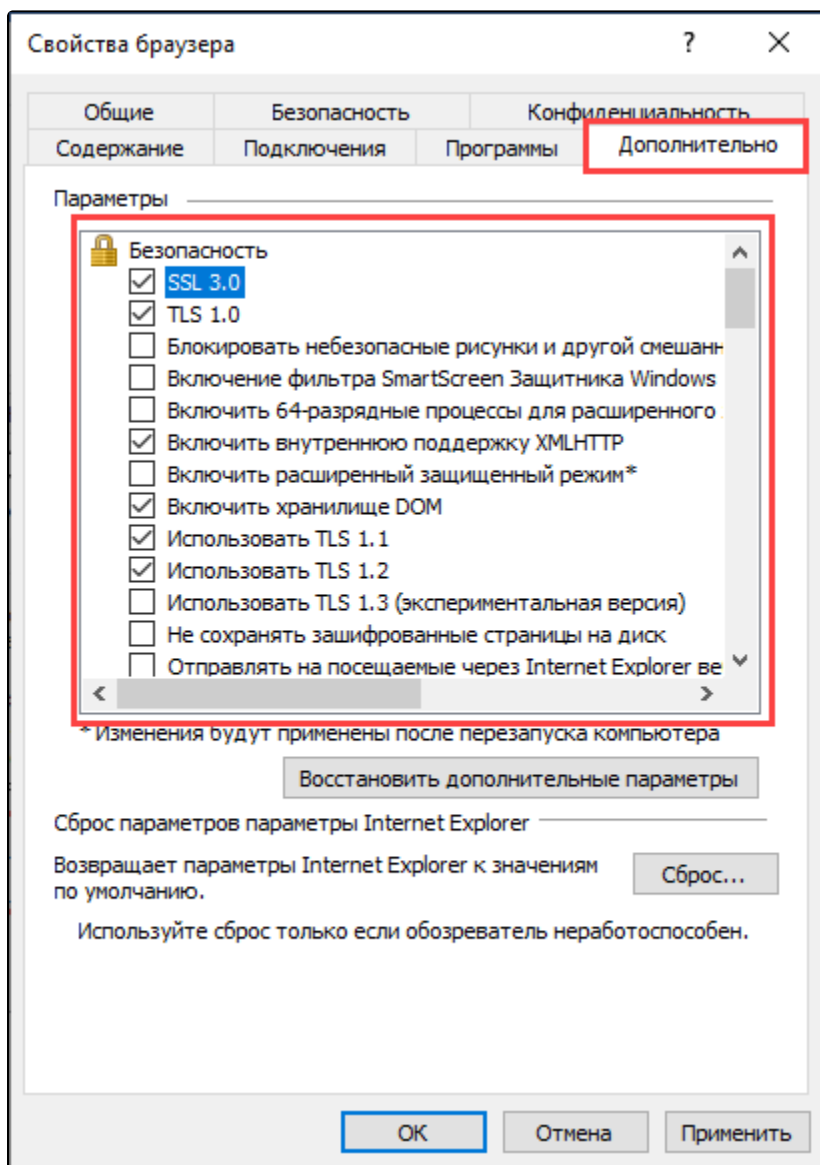 Свойства браузера
?
Общие Безопасность Конфиденциальность
Содержание Подключения Программы Дополнительно
Параметры
Безопасность
SSL 3.0
TLS 1.0
Блокировать небезопасные рисунки и другой смешанн
Включение фильтра SmartScreen Защитника Windows
Включить 64-разрядные процессы для расширенного
Включить внутреннюю поддержку XMLHTTP
Включить расширенный защищенный режим*
Включить хранилище DOM
Использовать TLS 1.1
Использовать TLS 1.2
Использовать TLS 1.3 (экспериментальная версия)
Не сохранять зашифрованные страницы на диск
Отправлять на посещаемые через Internet Explorer ве
* Изменения будут применены после перезапуска компьютера
Восстановить дополнительные параметры
Сброс параметров параметры Internet Explorer
Возвращает параметры Internet Explorer к значениям
по умолчанию.
Сброс...
Используйте сброс только если обозреватель неработоспособен.
ОК Отмена Применить